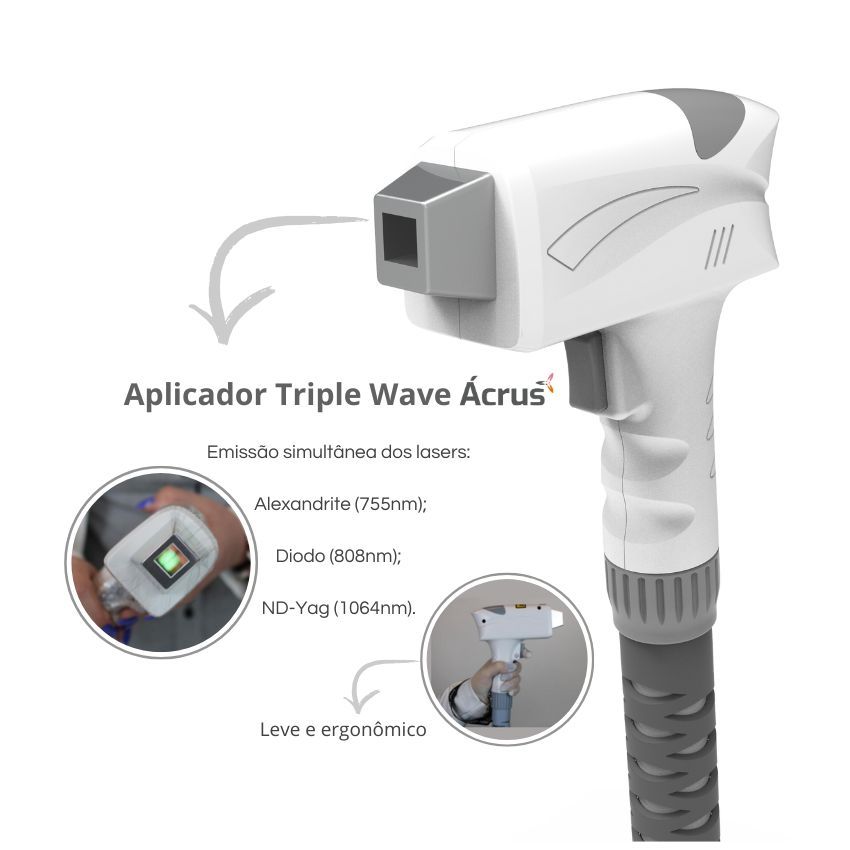 Aplicador Triple Wave Ácrus
Emissão simultânea dos lasers:
Alexandrite (755nm);
Diodo (808nm);
ND-Yag (1064nm).
Leve e ergonômico